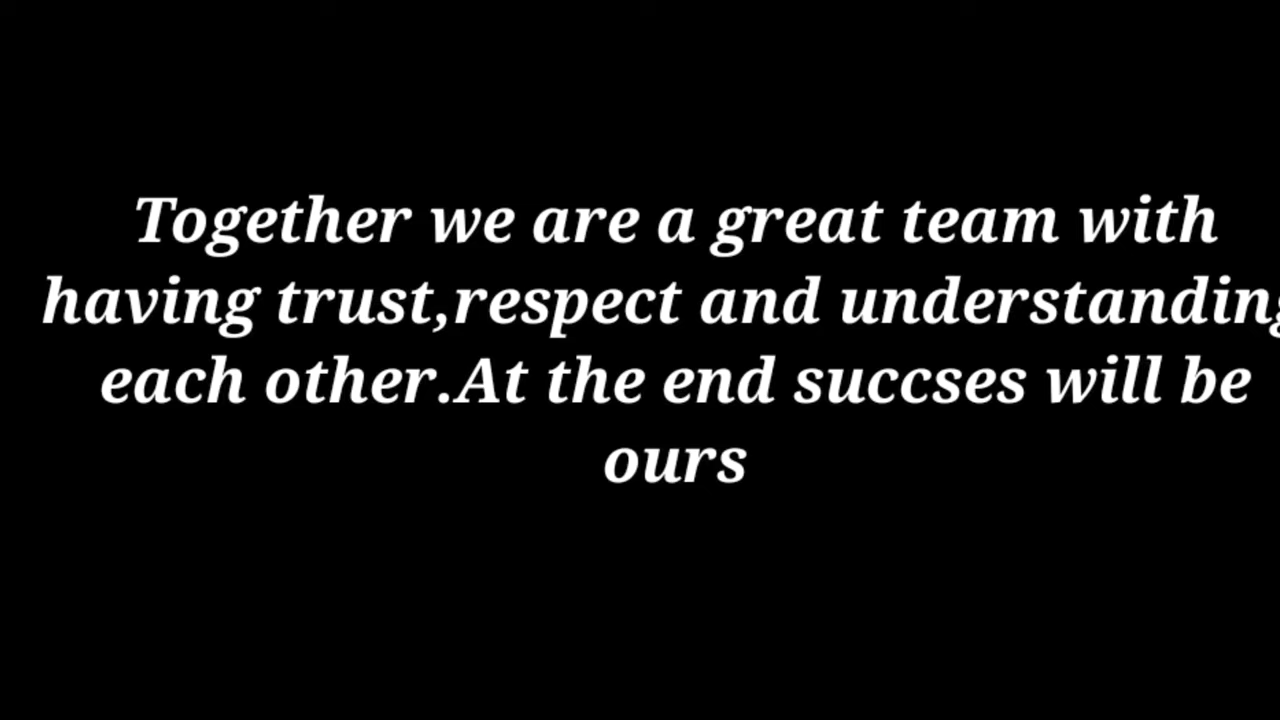 Together we are a great team with
having trust,respect and understanding
each other.At the end succses will be
ours